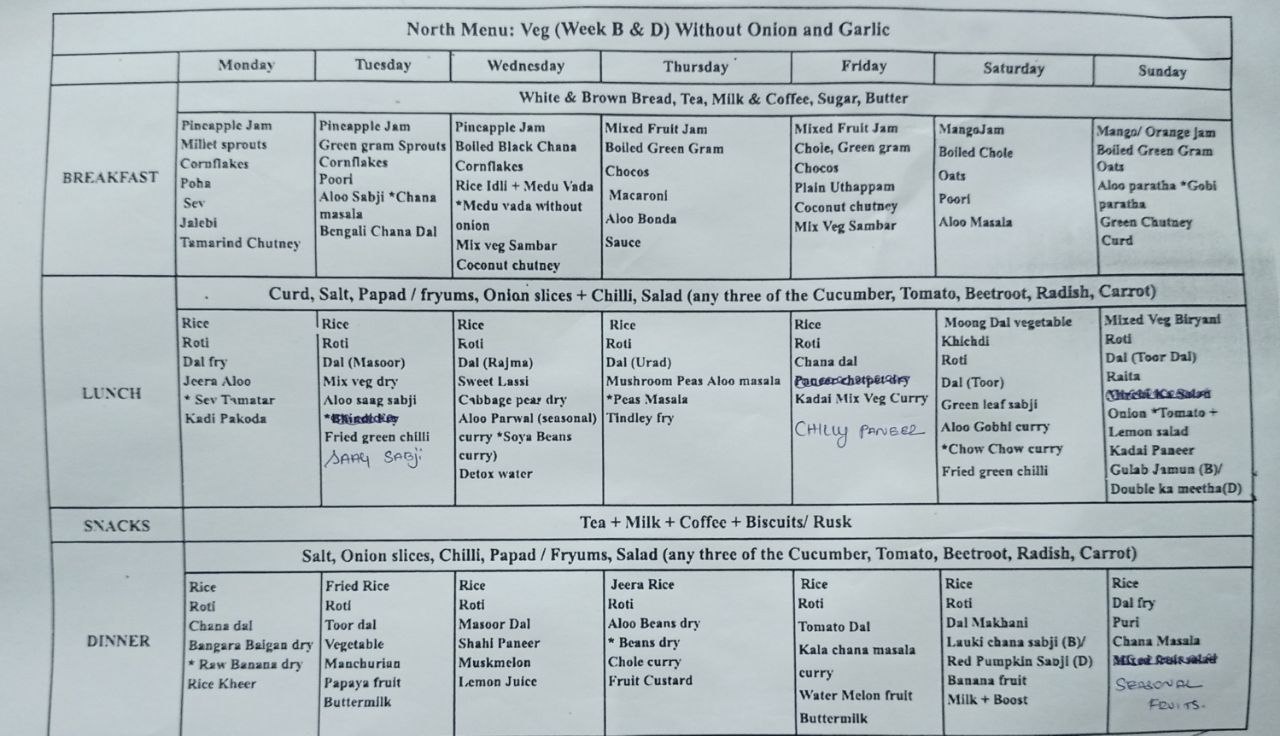 North Menu: Veg (Week B & D) Without Onion and Garlic
Monday Tuesday Wednesday Thursday Friday Saturday Sunday
BREAKFAST
White & Brown Bread, Tea, Milk & Coffee, Sugar, Butter
Pineapple Jam
Millet sprouts
Cornflakes
Poha
Sev
Jalebi
Tamarind Chutney
Pineapple Jam
Green gram Sprouts
Cornflakes
Poori
Aloo Sabji *Chana
masala
Bengali Chana Dal
Pineapple Jam
Boiled Black Chana
Cornflakes
Rice Idli + Medu Vada
*Medu vada without
onion
Mix veg Sambar
Coconut chutney
Mixed Fruit Jam
Boiled Green Gram
Chocos
Macaroni
Aloo Bonda
Sauce
Mixed Fruit Jam
Chole, Green gram
Chocos
Plain Uthappam
Coconut chutney
Mix Veg Sambar
MangoJam
Boiled Chole
Oats
Poori
Aloo Masala
Mango/ Orange jam
Boiled Green Gram
Oats
Aloo paratha *Gobi
paratha
Green Chutney
Curd
LUNCH
Curd, Salt, Papad / fryums, Onion slices + Chilli, Salad (any three of the Cucumber, Tomato, Beetroot, Radish, Carrot)
Rice
Roti
Dal fry
Jeera Aloo
* Sev Tamatar
Kadi Pakoda
Rice
Roti
Dal (Masoor)
Mix veg dry
Aloo saag sabji
Fried green chilli
SAAG SABJI
Rice
Roti
Dal (Rajma)
Sweet Lassi
Cabbage pear dry
Aloo Parwal (seasonal)
curry *Soya Beans
curry)
Detox water
Rice
Roti
Dal (Urad)
Mushroom Peas Aloo masala
*Peas Masala
Tindley fry
Rice
Roti
Chana dal
Kadai Mix Veg Curry
CHILLY PANEER
Moong Dal vegetable
Khichdi
Roti
Dal (Toor)
Green leaf sabji
Aloo Gobhi curry
*Chow Chow curry
Fried green chilli
Mixed Veg Biryani
Roti
Dal (Toor Dal)
Raita
Onion *Tomato +
Lemon salad
Kadai Paneer
Gulab Jamun (B)/
Double ka meetha(D)
SNACKS
Tea + Milk + Coffee + Biscuits/ Rusk
DINNER
Salt, Onion slices, Chilli, Papad / Fryums, Salad (any three of the Cucumber, Tomato, Beetroot, Radish, Carrot)
Rice
Roti
Chana dal
Bangara Baigan dry
* Raw Banana dry
Rice Kheer
Fried Rice
Roti
Toor dal
Vegetable
Manchurian
Papaya fruit
Buttermilk
Rice
Roti
Masoor Dal
Shahi Paneer
Muskmelon
Lemon Juice
Jeera Rice
Roti
Aloo Beans dry
* Beans dry
Chole curry
Fruit Custard
Rice
Roti
Tomato Dal
Kala chana masala
curry
Water Melon fruit
Buttermilk
Rice
Roti
Dal Makhani
Lauki chana sabji (B)/
Red Pumpkin Sabji (D)
Banana fruit
Milk + Boost
Rice
Dal fry
Puri
Chana Masala
SEASONAL
FRUITS.